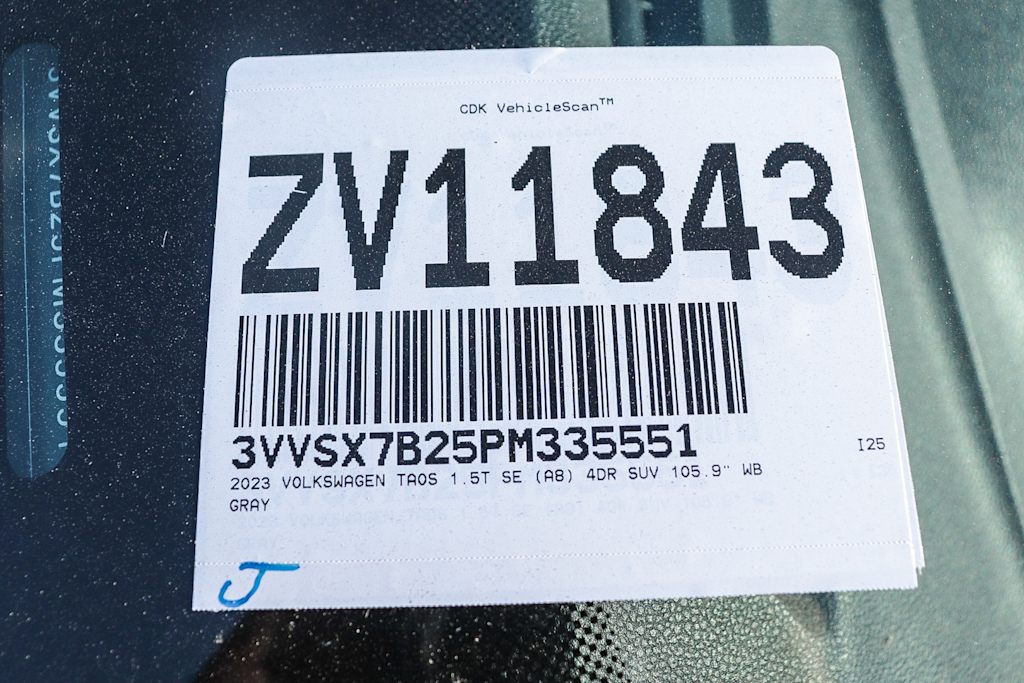 CDK VehicleScan™
ZV11843
3VVSX7B25PM335551
I25
2023 VOLKSWAGEN TAOS 1.5T SE (A8) 4DR SUV 105.9" WB
GRAY
J